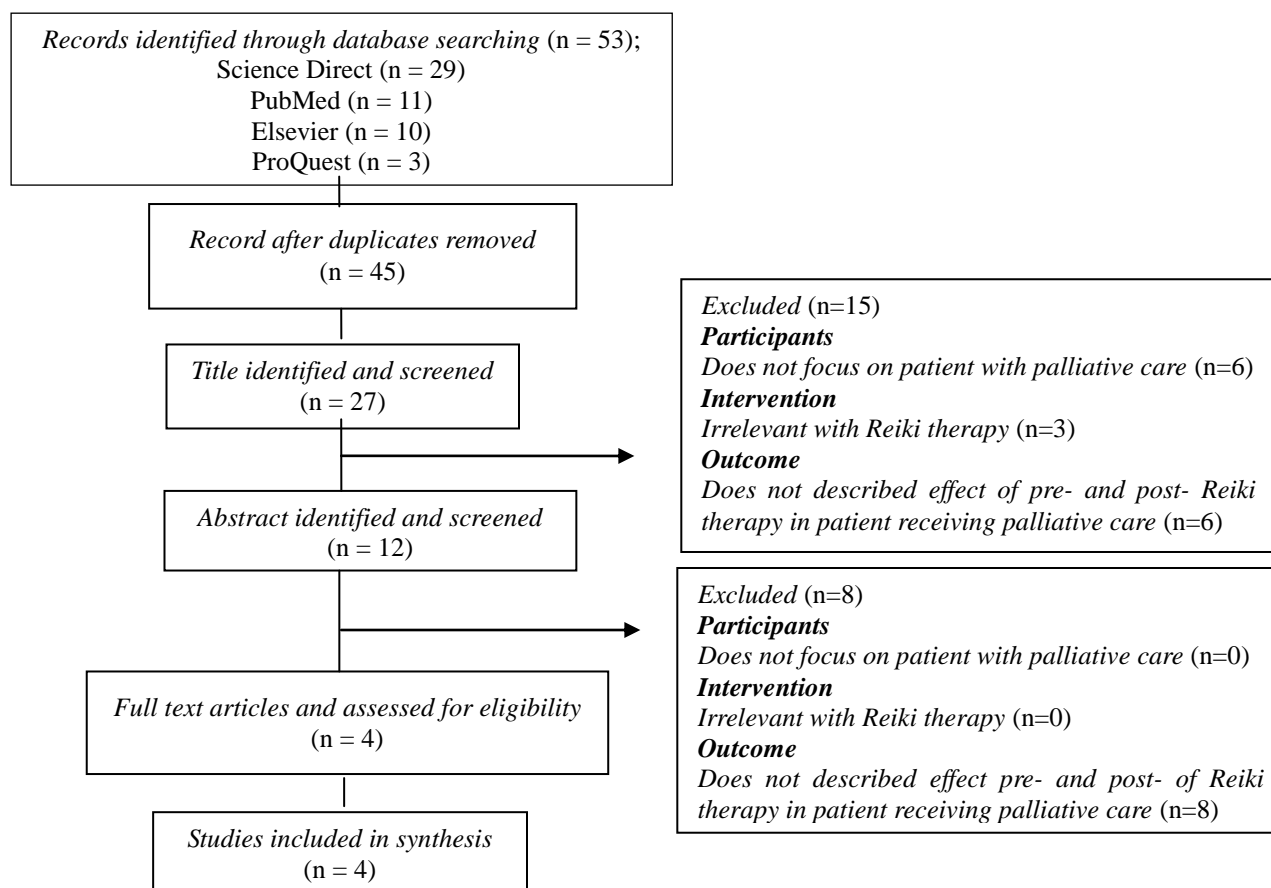 Records identified through database searching (n = 53);
Science Direct (n = 29)
PubMed (n = 11)
Elsevier (n = 10)
ProQuest (n = 3)
Record after duplicates removed
(n = 45)
Title identified and screened
(n = 27)
Excluded (n=15)
Participants
Does not focus on patient with palliative care (n=6)
Intervention
Irrelevant with Reiki therapy (n=3)
Outcome
Does not described effect of pre- and post- Reiki
therapy in patient receiving palliative care (n=6)
Abstract identified and screened
(n = 12)
Excluded (n=8)
Participants
Does not focus on patient with palliative care (n=0)
Intervention
Irrelevant with Reiki therapy (n=0)
Outcome
Does not described effect pre- and post- of Reiki
therapy in patient receiving palliative care (n=8)
Full text articles and assessed for eligibility
(n = 4)
Studies included in synthesis
(n = 4)